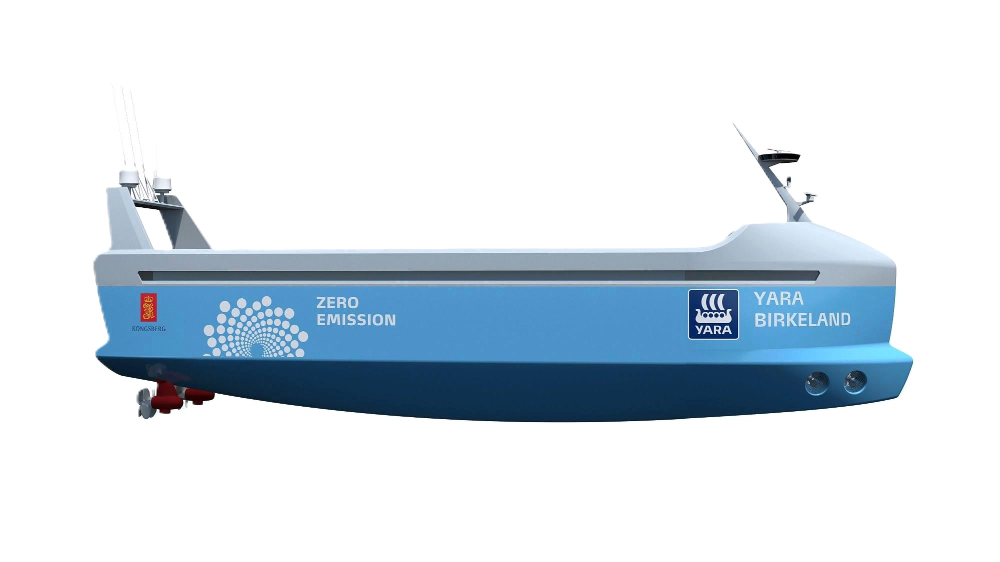 KONGSBERG
ZERO
EMISSION
YARA
YARA
BIRKELAND